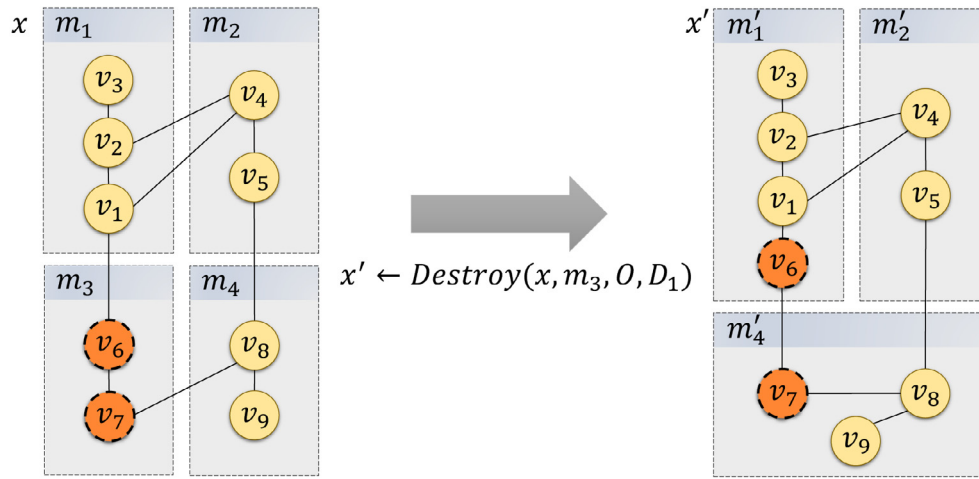 x
m₁
m₂
v₃
v₂
v₁
v₄
v₅
m₃
m₄
v₆
v₇
v₈
v₉
x′ ← Destroy(x, m₃, O, D₁)
x′
m′₁
m′₂
v₃
v₂
v₁
v₆
v₄
v₅
m′₄
v₇
v₈
v₉